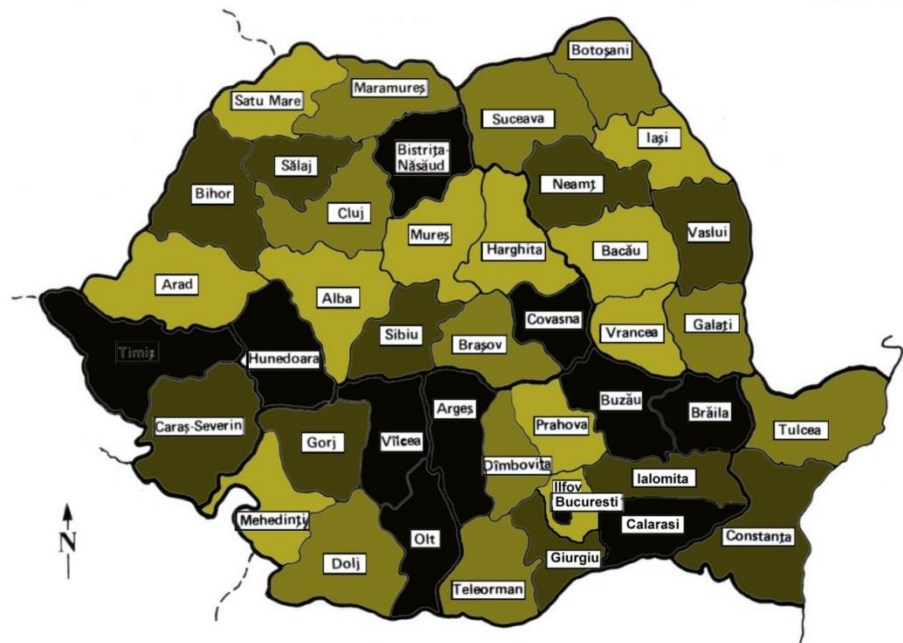 Botoșani
Maramureș
Satu Mare
Suceava
Iași
Bistrița-
Năsăud
Sălaj
Neamț
Bihor
Cluj
Vaslui
Mureș
Harghita
Bacău
Arad
Alba
Covasna
Galați
Sibiu
Vrancea
Brașov
Timiș
Hunedoara
Buzău
Argeș
Brăila
Caraș-Severin
Prahova
Tulcea
Gorj
Vîlcea
Dîmbovița
Ialomita
Ilfov
Bucuresti
Mehedinți
Calarasi
Constanța
Olt
N
Giurgiu
Dolj
Teleorman